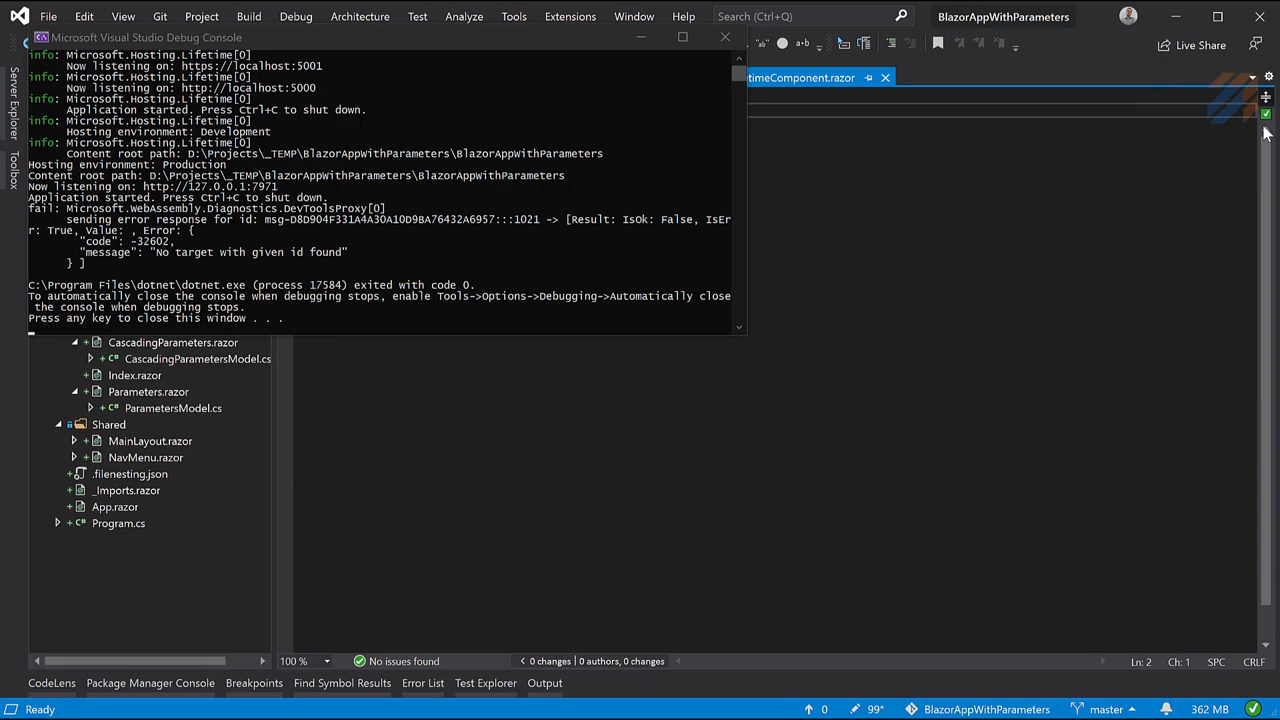 File Edit View Git Project Build Debug Architecture Test Analyze Tools Extensions Window Help Search (Ctrl+Q) BlazorAppWithParameters
Microsoft Visual Studio Debug Console
Live Share
info: Microsoft.Hosting.Lifetime[0]
Now listening on: https://localhost:5001
info: Microsoft.Hosting.Lifetime[0]
Now listening on: http://localhost:5000
info: Microsoft.Hosting.Lifetime[0]
Application started. Press Ctrl+C to shut down.
info: Microsoft.Hosting.Lifetime[0]
Hosting environment: Development
info: Microsoft.Hosting.Lifetime[0]
Content root path: D:\Projects\_TEMP\BlazorAppWithParameters\BlazorAppWithParameters
Hosting environment: Production
Content root path: D:\Projects\_TEMP\BlazorAppWithParameters\BlazorAppWithParameters
Now listening on: http://127.0.0.1:7971
Application started. Press Ctrl+C to shut down.
fail: Microsoft.WebAssembly.Diagnostics.DevToolsProxy[0]
sending error response for id: msg-D8D904F331A4A30A10D9BA76432A6957:::1021 -> [Result: IsOk: False, IsEr
r: True, Value: , Error: {
"code": -32602,
"message": "No target with given id found"
} ]
C:\Program Files\dotnet\dotnet.exe (process 17584) exited with code 0.
To automatically close the console when debugging stops, enable Tools->Options->Debugging->Automatically close
the console when debugging stops.
Press any key to close this window . . .
timeComponent.razor
Server Explorer
Toolbox
CascadingParameters.razor
CascadingParametersModel.cs
Index.razor
Parameters.razor
ParametersModel.cs
Shared
MainLayout.razor
NavMenu.razor
.filenesting.json
_Imports.razor
App.razor
Program.cs
100 % No issues found 0 changes | 0 authors, 0 changes Ln: 2 Ch: 1 SPC CRLF
CodeLens Package Manager Console Breakpoints Find Symbol Results Error List Test Explorer Output
Ready 0 99* BlazorAppWithParameters master 362 MB